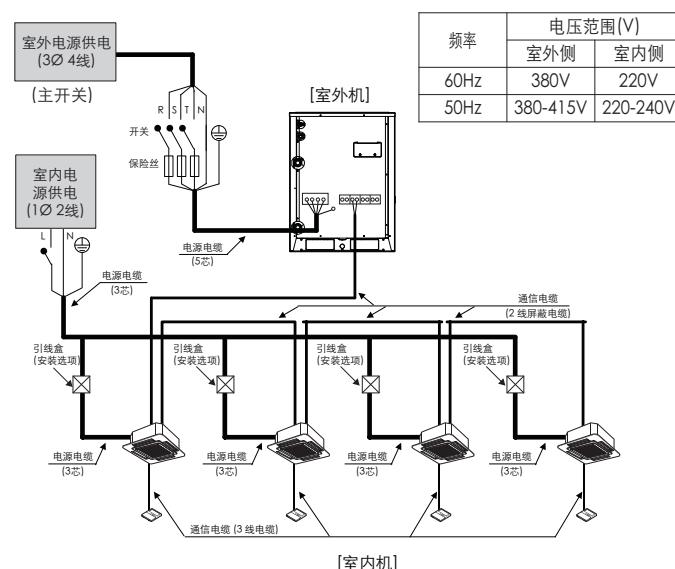 室外电源供电
(3Ø 4线)
(主开关)
频率
电压范围(V)
室外侧
室内侧
60Hz
380V
220V
50Hz
380-415V
220-240V
[室外机]
R S T N
开关
保险丝
室内电
源供电
(1Ø 2线)
L N
电源电缆
(5芯)
电源电缆
(3芯)
通信电缆
(2 线屏蔽电缆)
引线盒
(安装选项)
引线盒
(安装选项)
引线盒
(安装选项)
引线盒
(安装选项)
电源电缆
(3芯)
电源电缆
(3芯)
电源电缆
(3芯)
电源电缆
(3芯)
通信电缆 (3 线电缆)
[室内机]